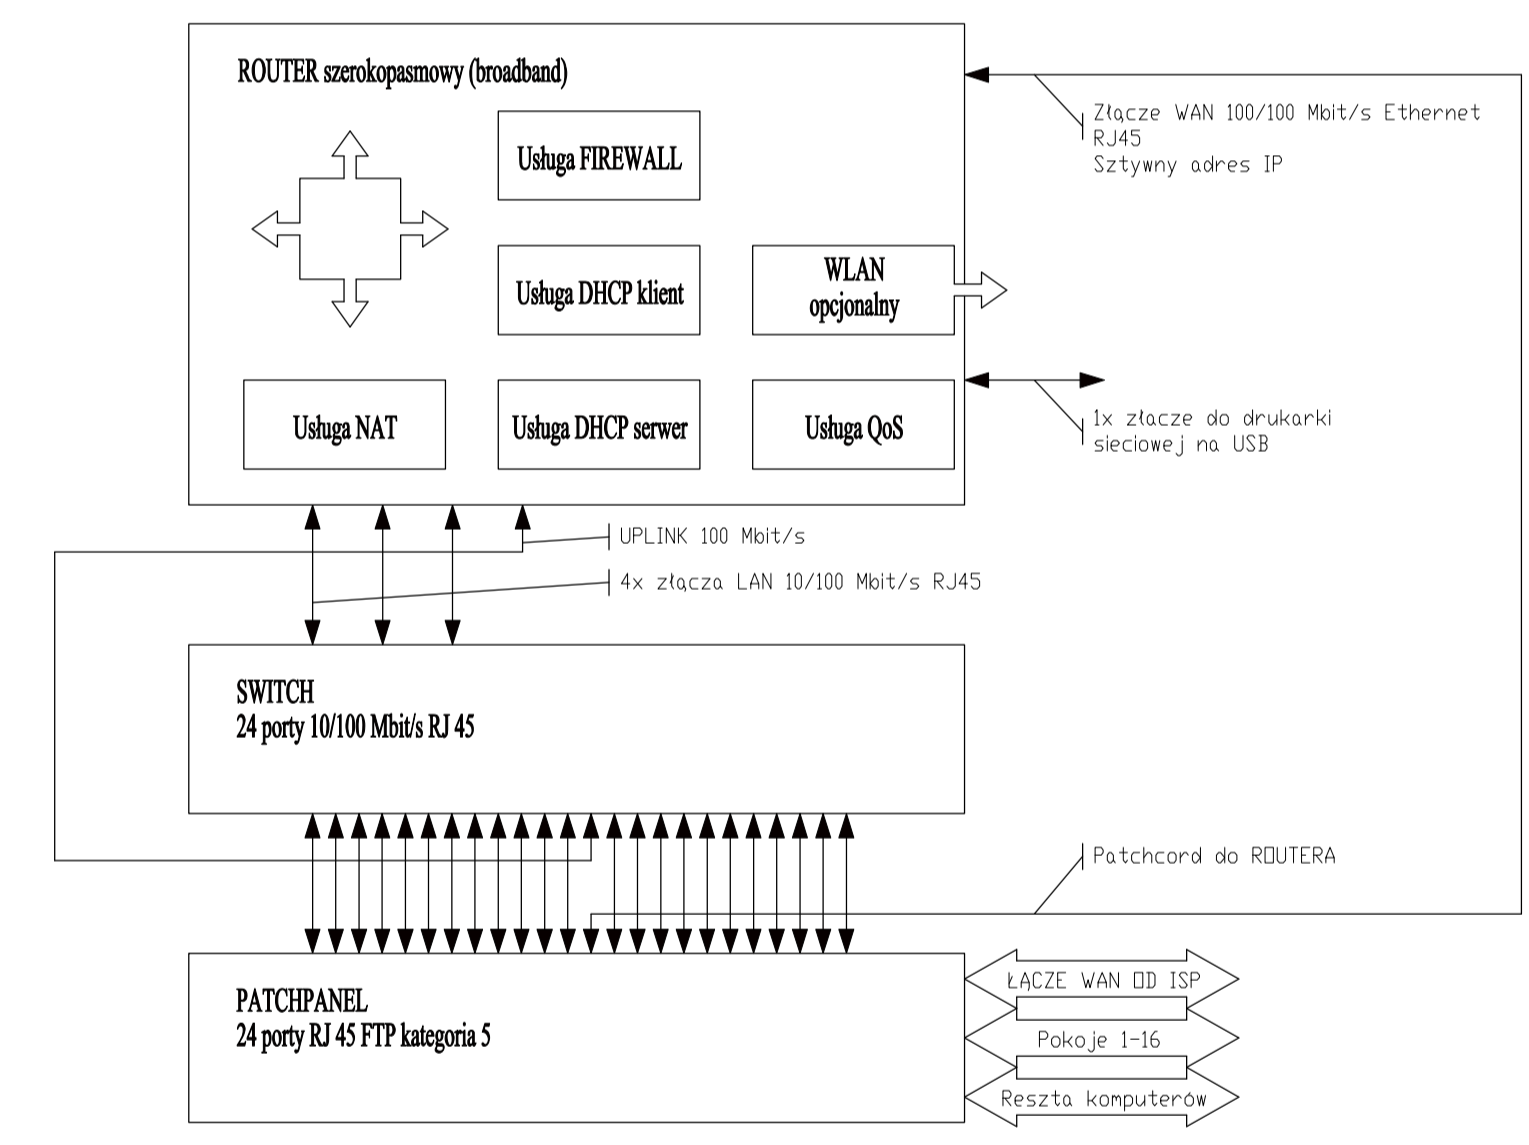 ROUTER szerokopasmowy (broadband)
Usługa FIREWALL
Usługa DHCP klient
WLAN
opcjonalny
Usługa NAT
Usługa DHCP serwer
Usługa QoS
Złącze WAN 100/100 Mbit/s Ethernet
RJ45
Sztywny adres IP
1x złacze do drukarki
sieciowej na USB
UPLINK 100 Mbit/s
4x złącza LAN 10/100 Mbit/s RJ45
SWITCH
24 porty 10/100 Mbit/s RJ 45
Patchcord do ROUTERA
PATCHPANEL
24 porty RJ 45 FTP kategoria 5
ŁĄCZE WAN OD ISP
Pokoje 1-16
Reszta komputerów